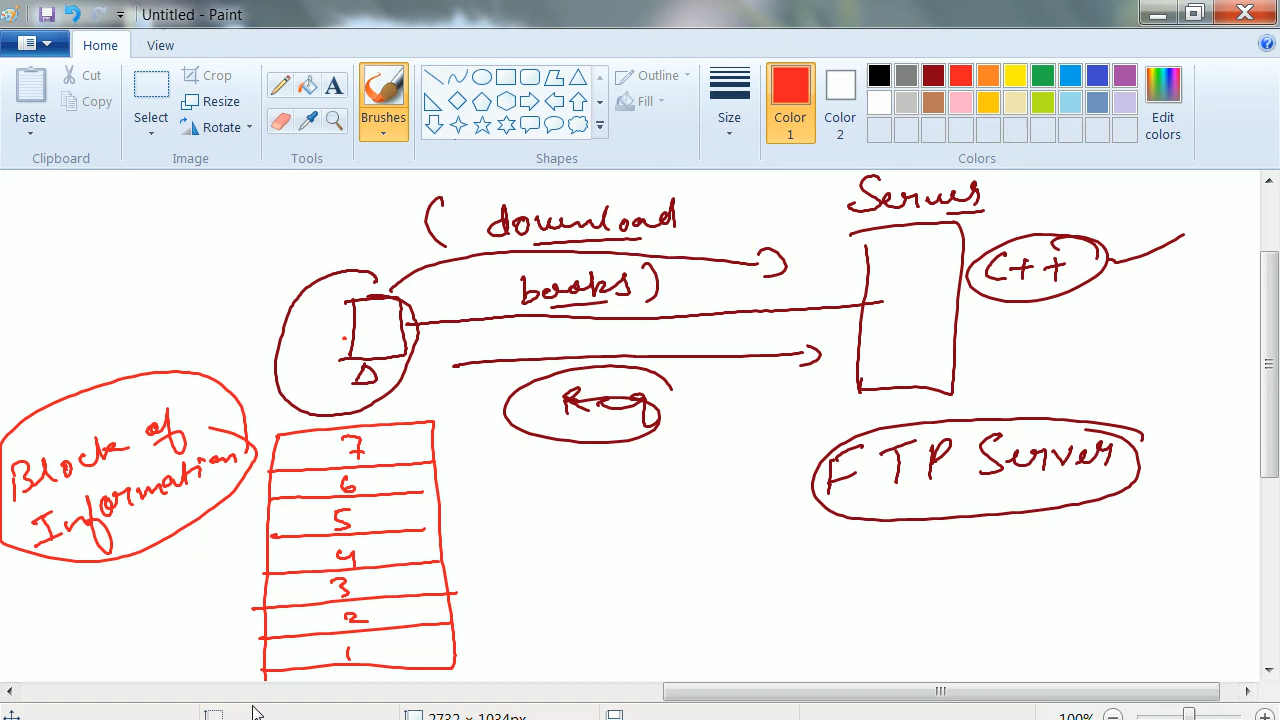 Untitled - Paint
Home
View
Paste
Cut
Copy
Clipboard
Select
Crop
Resize
Rotate
Image
Tools
Brushes
Shapes
Outline
Fill
Size
Color 1
Color 2
Edit colors
Colors
( download
books )
Server
C++
D
Req
FTP Server
Block of
Information
7
6
5
4
3
2
1
2732 × 1034px
100%